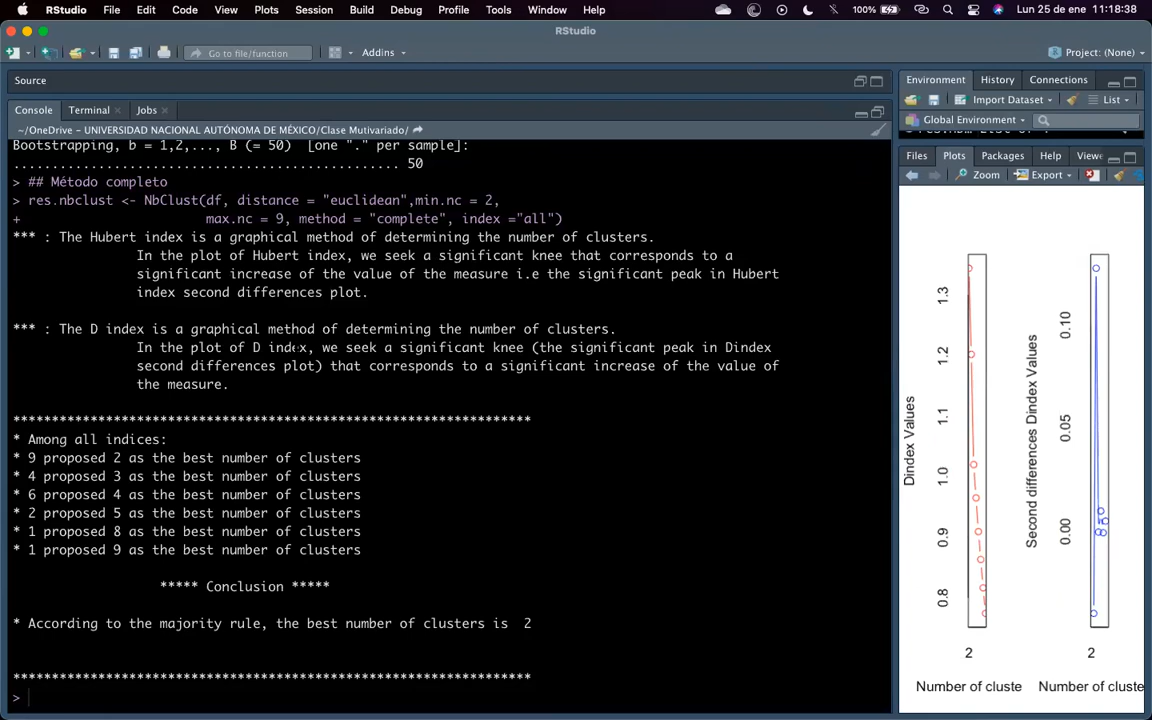 RStudio File Edit Code View Plots Session Build Debug Profile Tools Window Help 100% Lun 25 de ene 11:18:38
RStudio
Go to file/function Addins Project: (None)
Source
Console Terminal Jobs
~/OneDrive – UNIVERSIDAD NACIONAL AUTÓNOMA DE MÉXICO/Clase Mutivariado/
Bootstrapping, b = 1,2,..., B (= 50) [one "." per sample]:
.................................................. 50
> ## Método completo
> res.nbclust <- NbClust(df, distance = "euclidean",min.nc = 2,
+ max.nc = 9, method = "complete", index ="all")
*** : The Hubert index is a graphical method of determining the number of clusters.
In the plot of Hubert index, we seek a significant knee that corresponds to a
significant increase of the value of the measure i.e the significant peak in Hubert
index second differences plot.
*** : The D index is a graphical method of determining the number of clusters.
In the plot of D index, we seek a significant knee (the significant peak in Dindex
second differences plot) that corresponds to a significant increase of the value of
the measure.
*******************************************************************
* Among all indices:
* 9 proposed 2 as the best number of clusters
* 4 proposed 3 as the best number of clusters
* 6 proposed 4 as the best number of clusters
* 2 proposed 5 as the best number of clusters
* 1 proposed 8 as the best number of clusters
* 1 proposed 9 as the best number of clusters
***** Conclusion *****
* According to the majority rule, the best number of clusters is 2
*******************************************************************
>
Environment History Connections
Import Dataset List
Global Environment
Files Plots Packages Help Viewe
Zoom Export
Dindex Values
1.3
1.2
1.1
1.0
0.9
0.8
2
Number of cluste
Second differences Dindex Values
0.10
0.05
0.00
2
Number of cluste